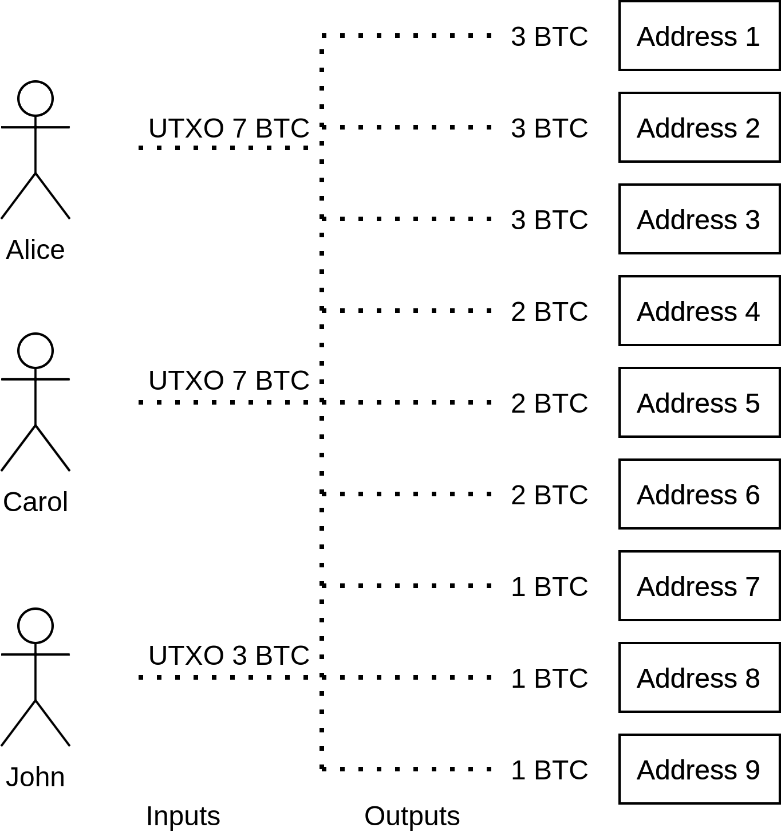 3 BTC Address 1
UTXO 7 BTC 3 BTC Address 2
3 BTC Address 3
Alice
2 BTC Address 4
UTXO 7 BTC 2 BTC Address 5
Carol 2 BTC Address 6
1 BTC Address 7
UTXO 3 BTC 1 BTC Address 8
John 1 BTC Address 9
Inputs Outputs